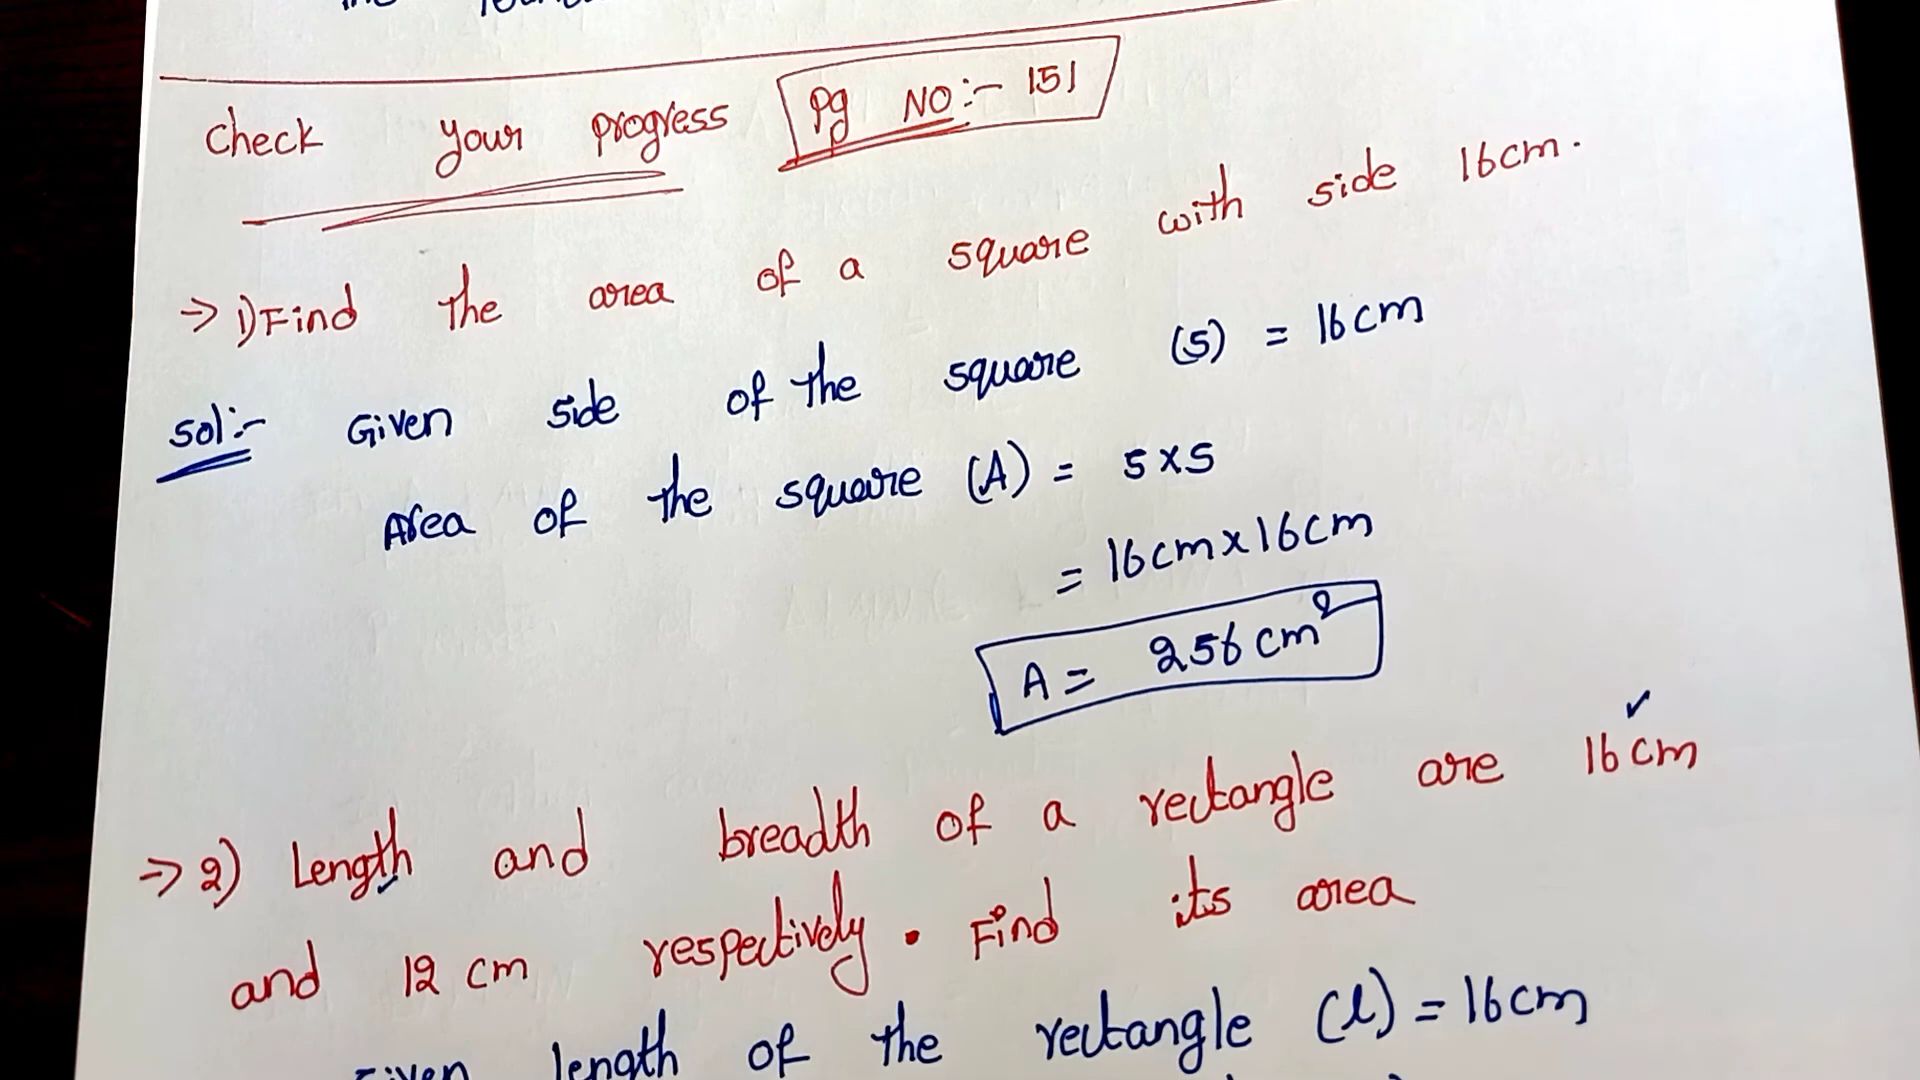 Check your progress Pg NO:- 151
→ 1) Find the area of a square with side 16cm.
Sol:- Given side of the square (S) = 16cm
Area of the square (A) = S×S
= 16cm×16cm
A = 256cm²
→ 2) Length and breadth of a rectangle are 16cm
and 12 cm respectively. Find its area
Given length of the rectangle (l) = 16cm